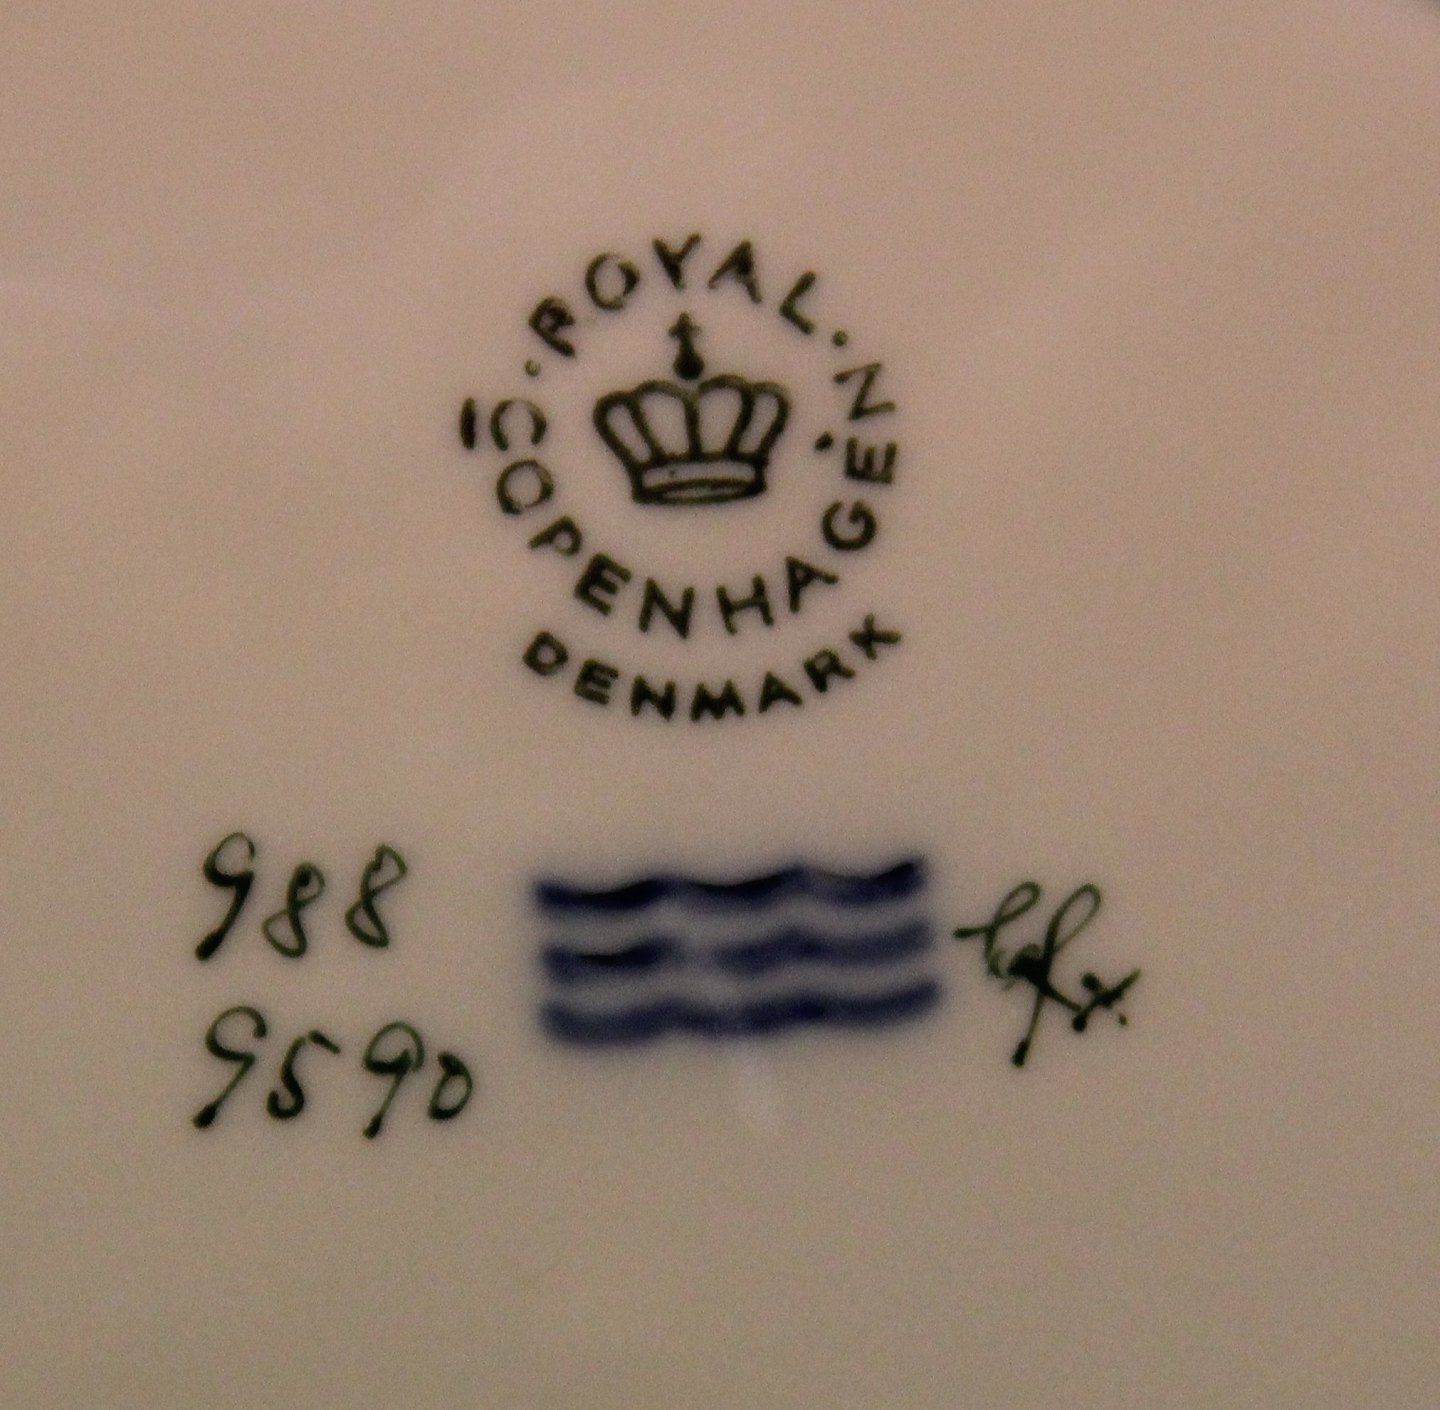 ·ROYAL·
COPENHAGEN
DENMARK
988
9590